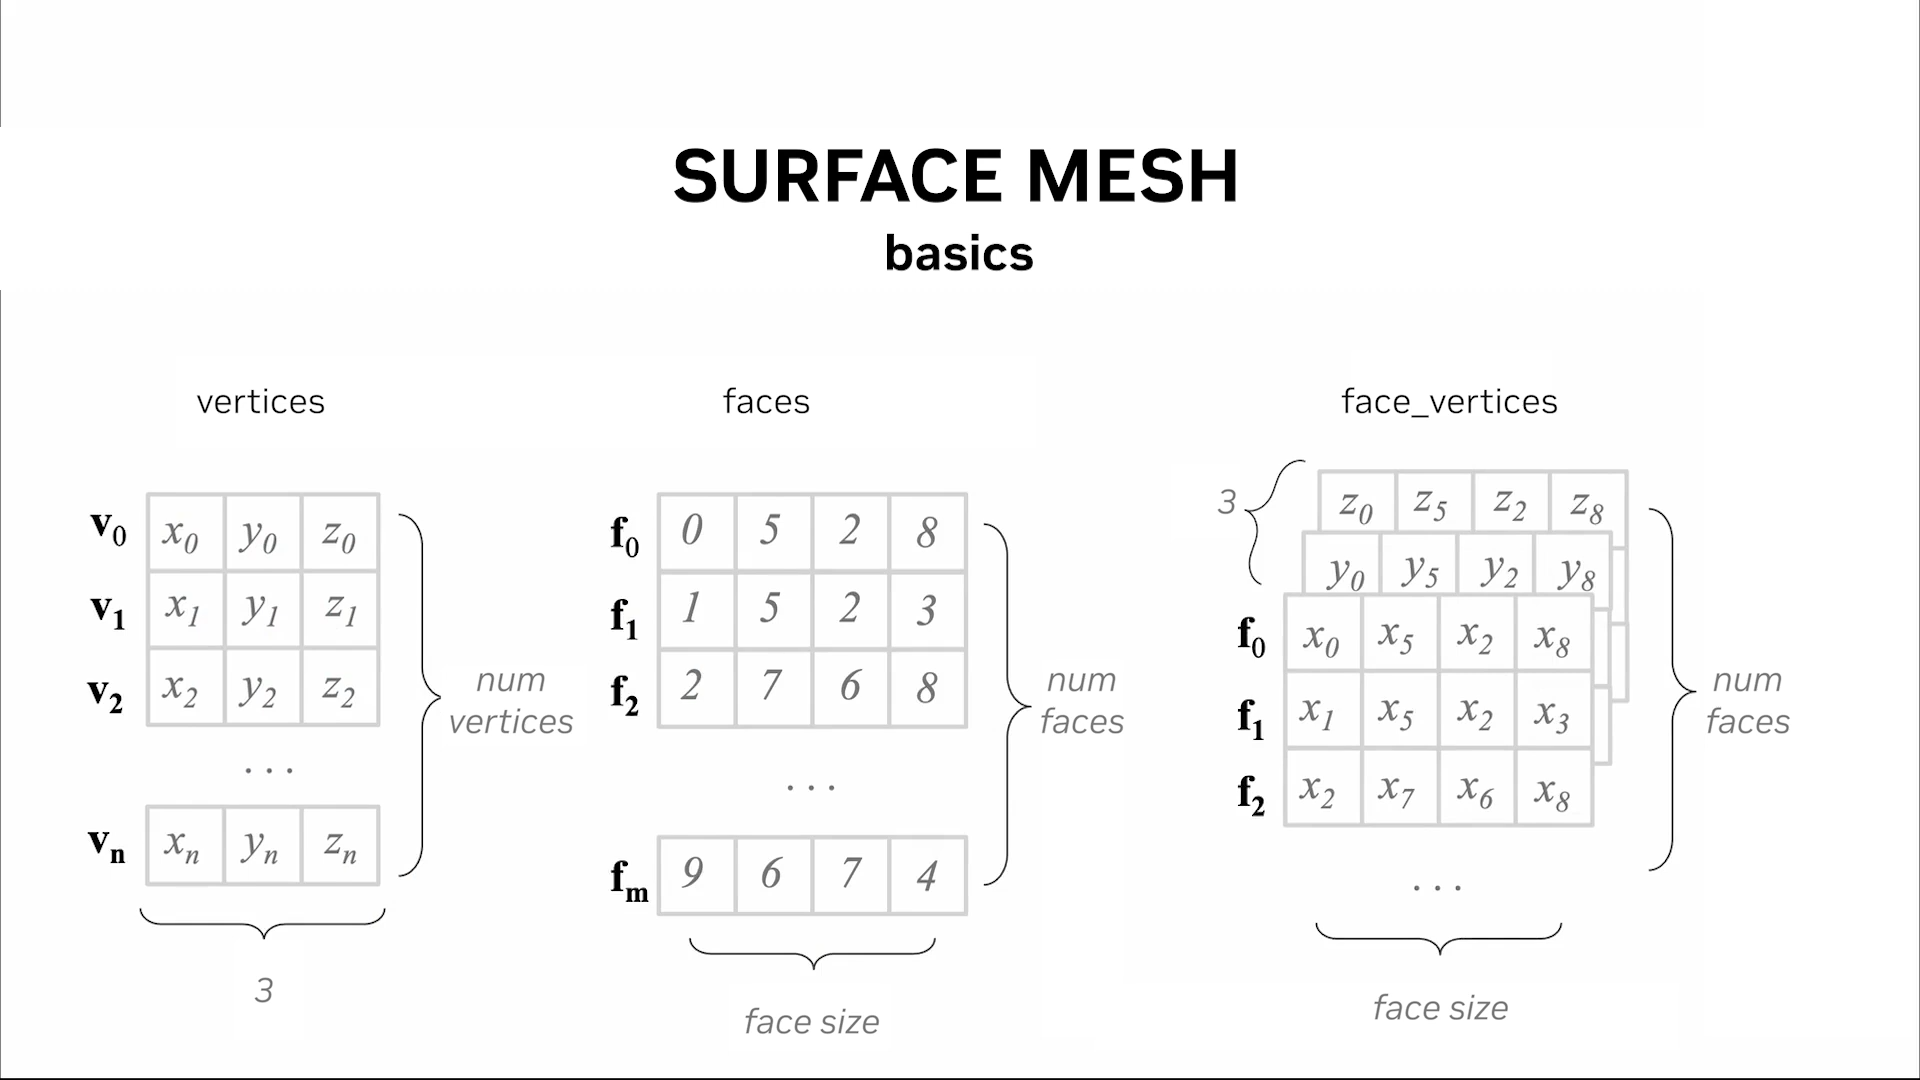 SURFACE MESH
basics
vertices
v0 x0 y0 z0
v1 x1 y1 z1
v2 x2 y2 z2
...
vn xn yn zn
num
vertices
3
faces
f0 0 5 2 8
f1 1 5 2 3
f2 2 7 6 8
...
fm 9 6 7 4
num
faces
face size
face_vertices
3
z0 z5 z2 z8
y0 y5 y2 y8
f0 x0 x5 x2 x8
f1 x1 x5 x2 x3
f2 x2 x7 x6 x8
...
num
faces
face size